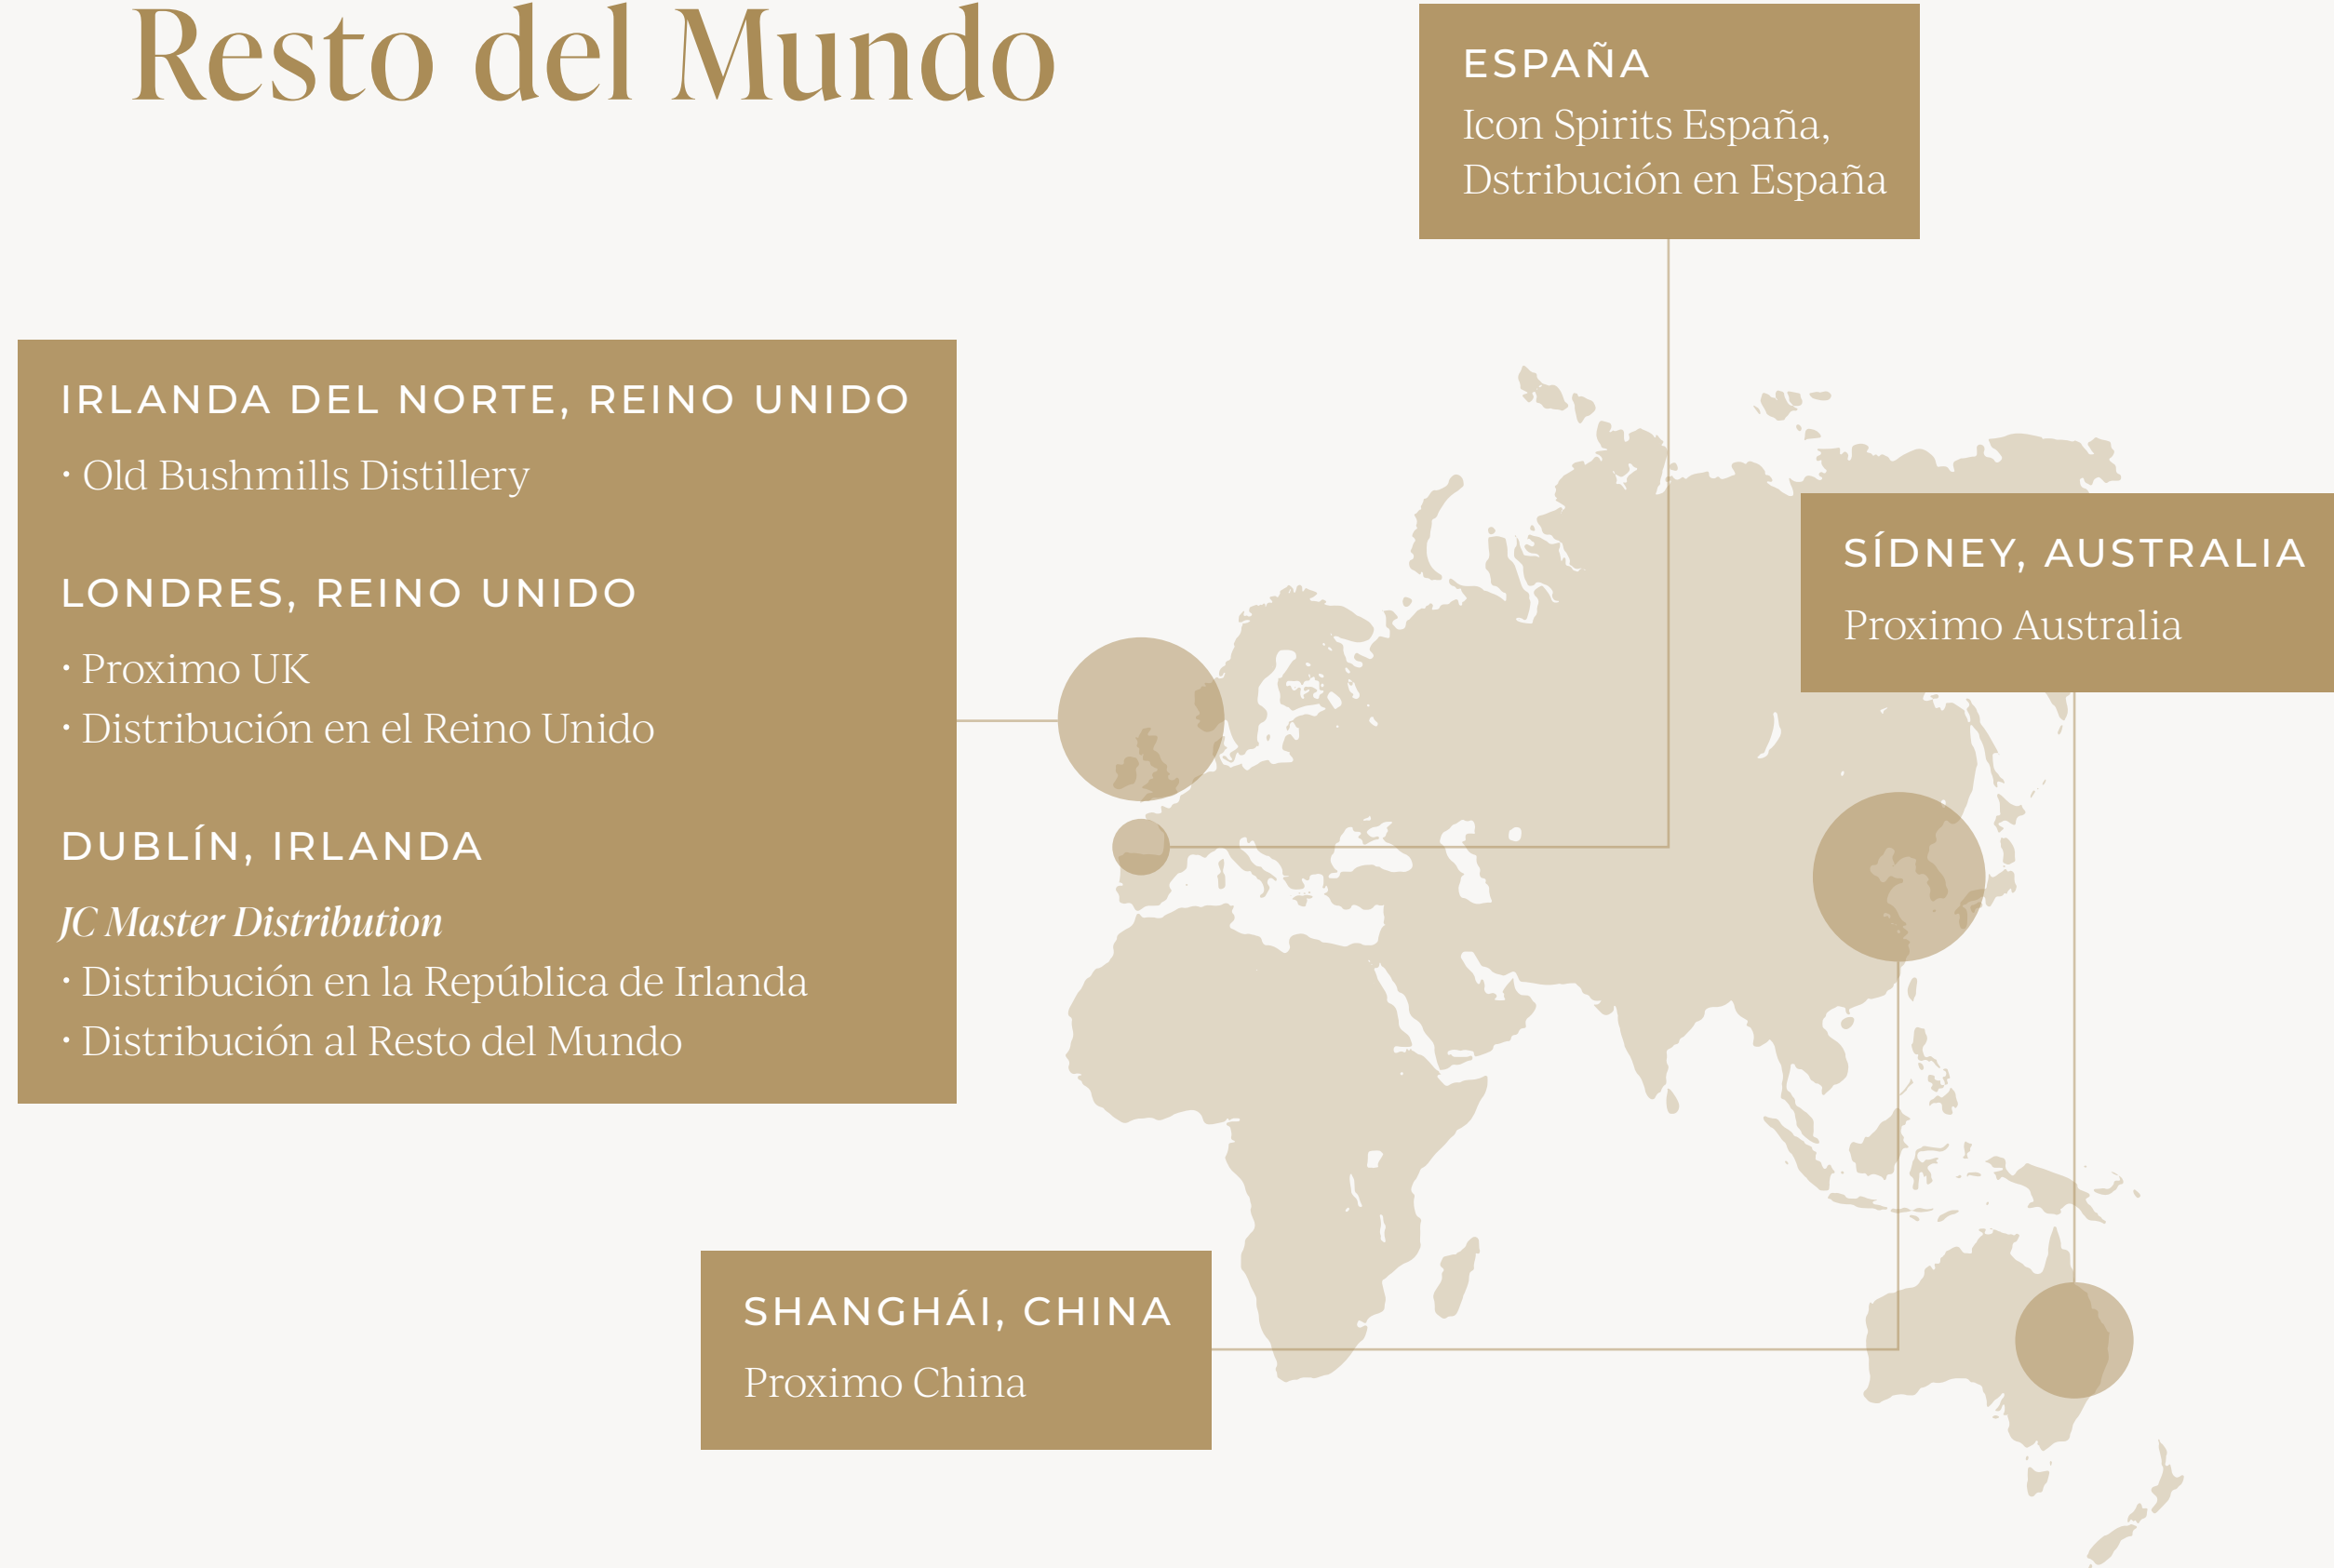 Resto del Mundo
ESPAÑA
Icon Spirits España,
Dstribución en España
IRLANDA DEL NORTE, REINO UNIDO
· Old Bushmills Distillery
LONDRES, REINO UNIDO
· Proximo UK
· Distribución en el Reino Unido
DUBLÍN, IRLANDA
JC Master Distribution
· Distribución en la República de Irlanda
· Distribución al Resto del Mundo
SÍDNEY, AUSTRALIA
Proximo Australia
SHANGHÁI, CHINA
Proximo China